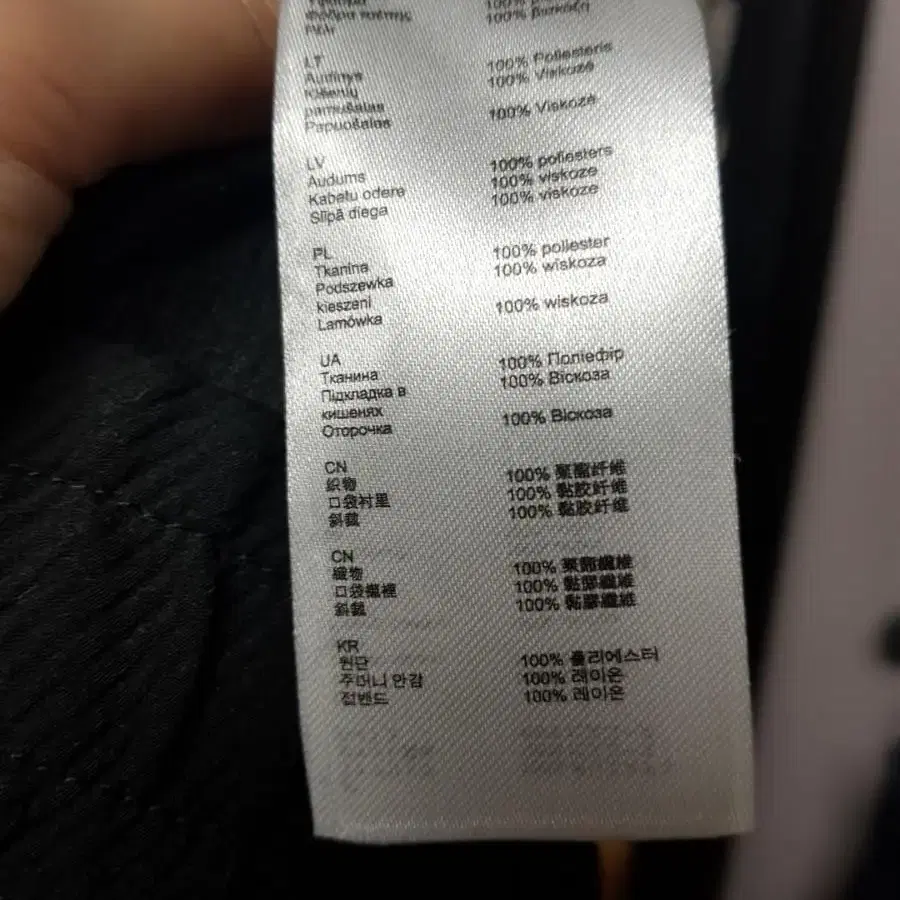 Φόδρα τσέπης 100% βισκόζη
Ρέλι
LT
Audinys 100% Poliesteris
Kišenių 100% Viskozė
pamušalas
Papuošalas 100% Viskozė
LV
Audums 100% poliesters
Kabatu odere 100% viskoze
Slīpā diega 100% viskoze
PL
Tkanina 100% poliester
Podszewka 100% wiskoza
kieszeni
Lamówka 100% wiskoza
UA
Тканина 100% Поліефір
Підкладка в 100% Віскоза
кишенях
Оторочка 100% Віскоза
CN
织物 100% 聚酯纤维
口袋衬里 100% 黏胶纤维
斜裁 100% 黏胶纤维
CN
織物 100% 聚酯纖維
口袋襯裡 100% 黏膠纖維
斜裁 100% 黏膠纖維
KR
원단 100% 폴리에스터
주머니 안감 100% 레이온
접밴드 100% 레이온